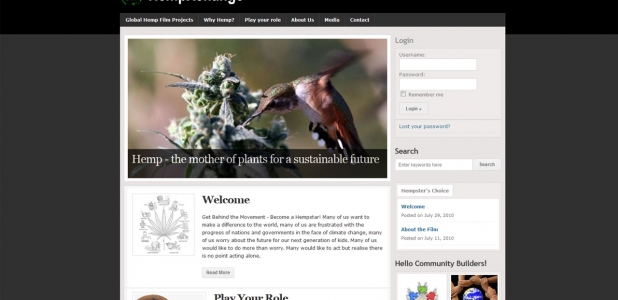 Global Hemp Film Projects Why Hemp? Play your role About Us Media Contact
Hemp - the mother of plants for a sustainable future
Welcome
Get Behind the Movement - Become a Hempstar! Many of us want to
make a difference to the world, many of us are frustrated with the
progress of nations and governments in the face of climate change, many
of us worry about the future for our next generation of kids. Many of us
would like to do more than worry. Many would like but realise there
is no point acting alone.
Read More
Play Your Role
Login
Username:
Password:
Remember me
Login »
Lost your password?
Search
Enter keywords here Search
Hempster's Choice
Welcome
Posted on July 29, 2010
About the Film
Posted on July 11, 2010
Hello Community Builders!